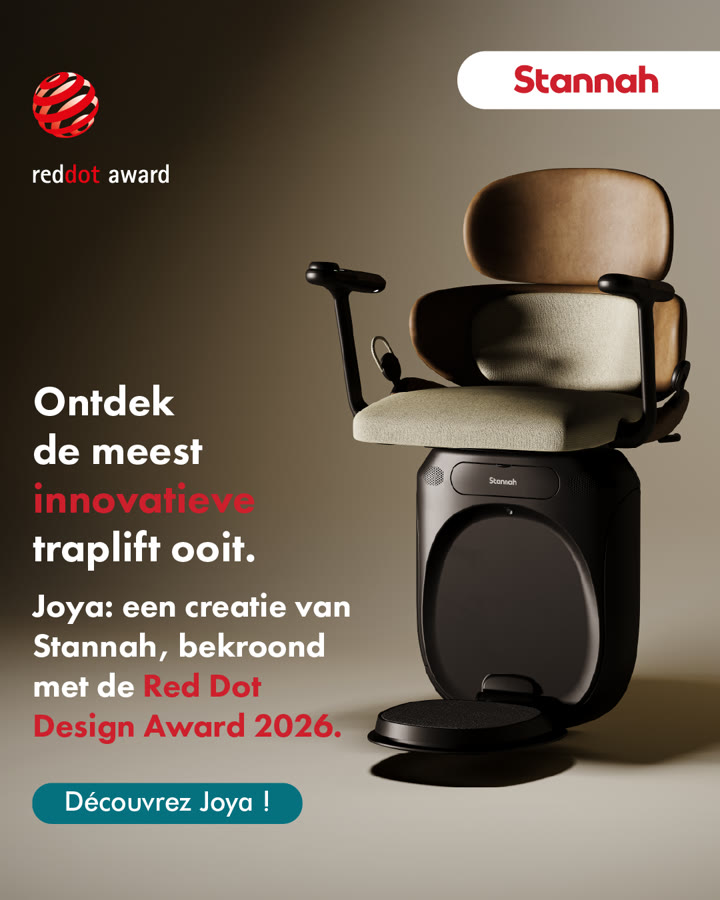 Stannah
reddot award
Stannah
Ontdek
de meest
innovatieve
traplift ooit.
Joya: een creatie van
Stannah, bekroond
met de Red Dot
Design Award 2026.
Découvrez Joya !